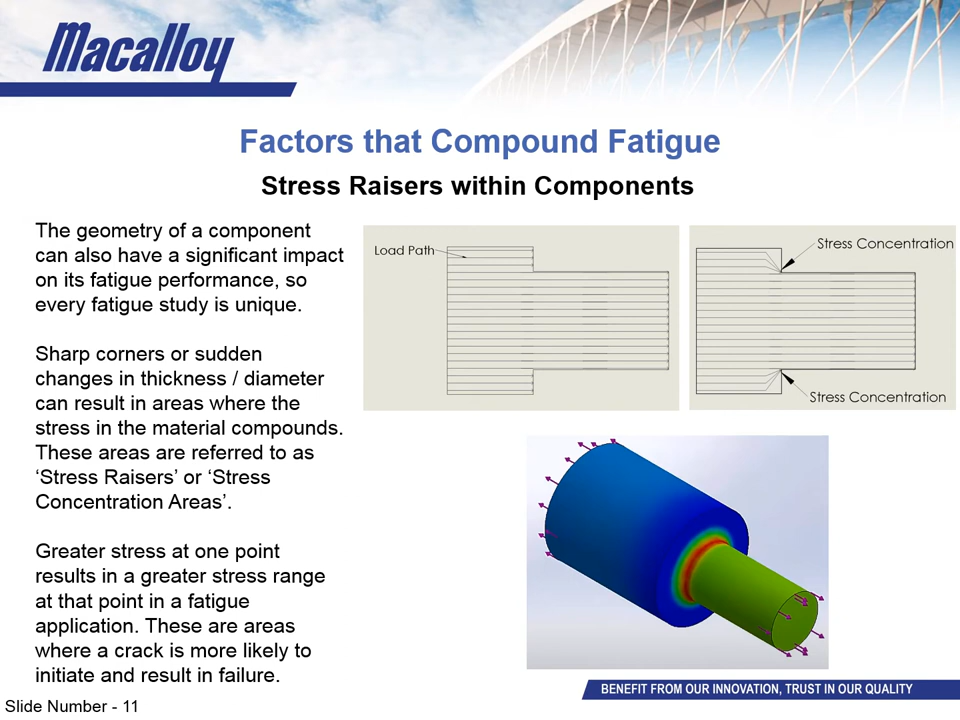 Macalloy
Factors that Compound Fatigue
Stress Raisers within Components
The geometry of a component
can also have a significant impact
on its fatigue performance, so
every fatigue study is unique.
Sharp corners or sudden
changes in thickness / diameter
can result in areas where the
stress in the material compounds.
These areas are referred to as
‘Stress Raisers’ or ‘Stress
Concentration Areas’.
Greater stress at one point
results in a greater stress range
at that point in a fatigue
application. These are areas
where a crack is more likely to
initiate and result in failure.
Load Path
Stress Concentration
Stress Concentration
BENEFIT FROM OUR INNOVATION, TRUST IN OUR QUALITY
Slide Number - 11